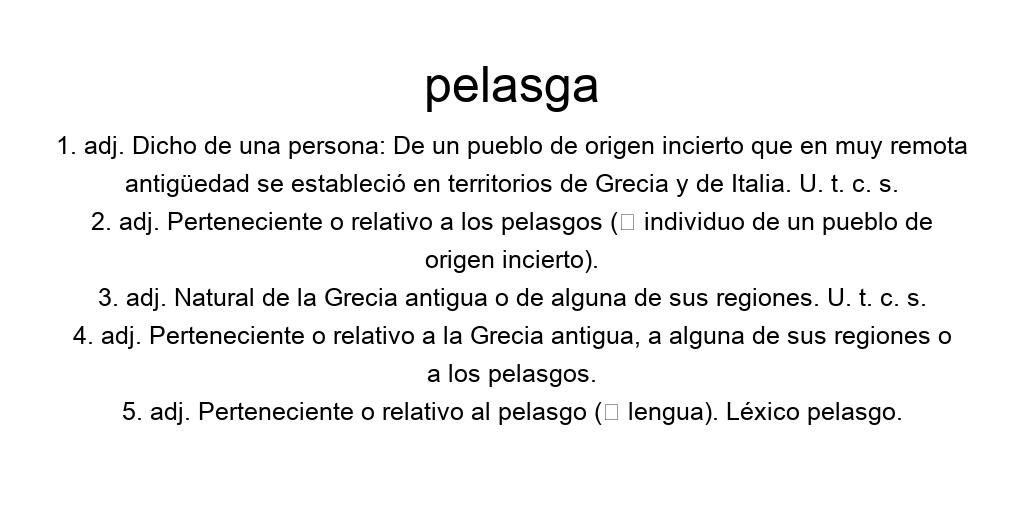 pelasga
1. adj. Dicho de una persona: De un pueblo de origen incierto que en muy remota
antigüedad se estableció en territorios de Grecia y de Italia. U. t. c. s.
2. adj. Perteneciente o relativo a los pelasgos (▯ individuo de un pueblo de
origen incierto).
3. adj. Natural de la Grecia antigua o de alguna de sus regiones. U. t. c. s.
4. adj. Perteneciente o relativo a la Grecia antigua, a alguna de sus regiones o
a los pelasgos.
5. adj. Perteneciente o relativo al pelasgo (▯ lengua). Léxico pelasgo.